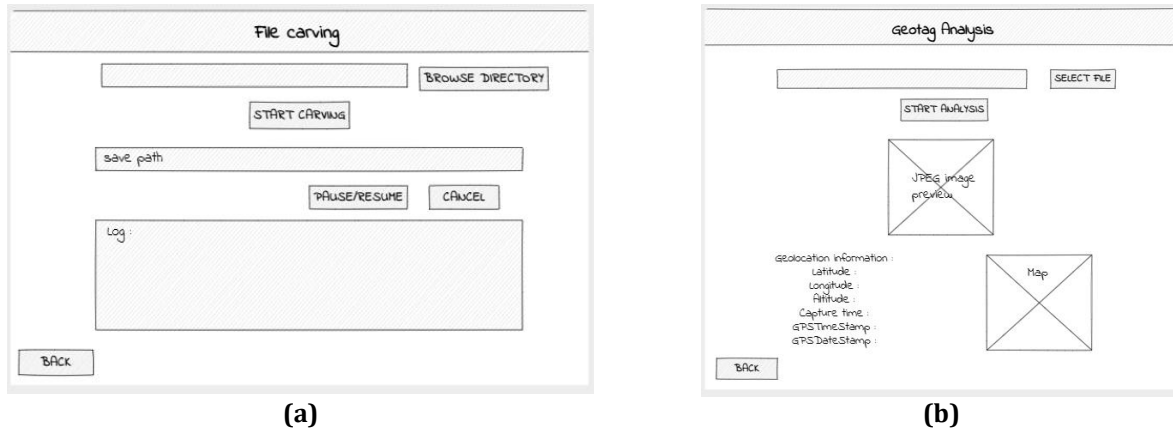 File carving
BROWSE DIRECTORY
START CARVING
save path
PAUSE/RESUME
CANCEL
Log :
BACK
(a)
Geotag Analysis
SELECT FILE
START ANALYSIS
JPEG image
preview
Geolocation information :
Latitude :
Longitude :
Altitude :
Capture time :
GPSTimeStamp :
GPSDateStamp :
Map
BACK
(b)